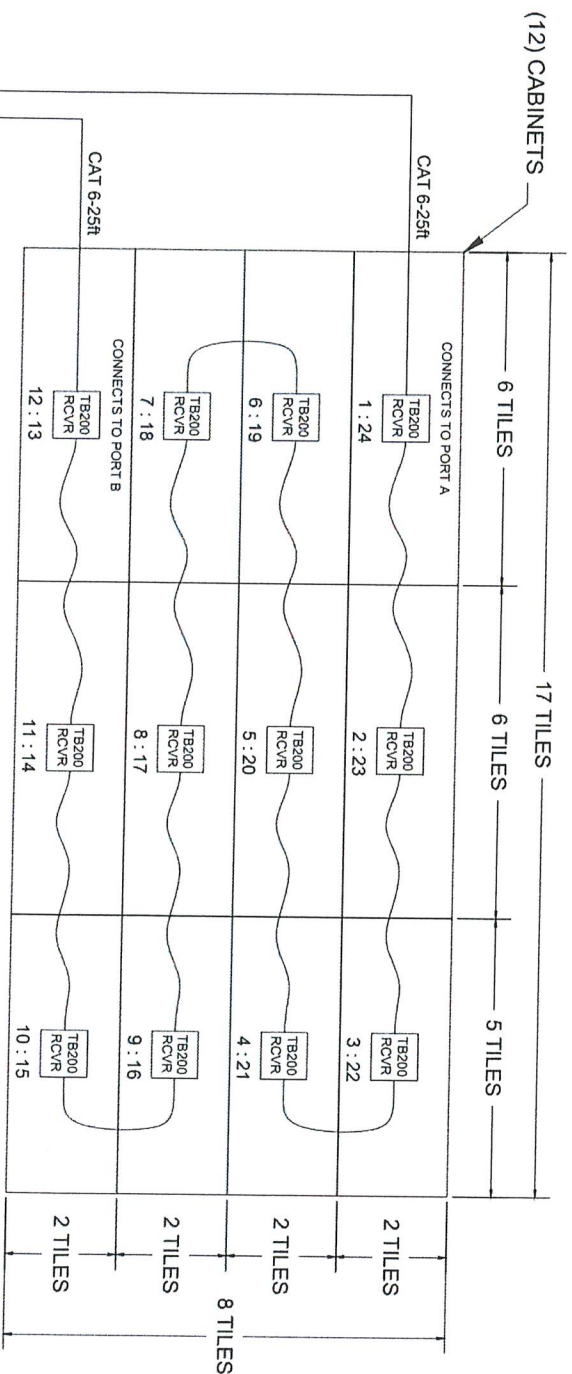 (12) CABINETS
17 TILES
6 TILES
6 TILES
5 TILES
CAT 6-25ft
CONNECTS TO PORT A
TB200
RCVR
1 : 24
TB200
RCVR
2 : 23
TB200
RCVR
3 : 22
2 TILES
TB200
RCVR
6 : 19
TB200
RCVR
5 : 20
TB200
RCVR
4 : 21
2 TILES
8 TILES
TB200
RCVR
7 : 18
TB200
RCVR
8 : 17
TB200
RCVR
9 : 16
2 TILES
CAT 6-25ft
CONNECTS TO PORT B
TB200
RCVR
12 : 13
TB200
RCVR
11 : 14
TB200
RCVR
10 : 15
2 TILES